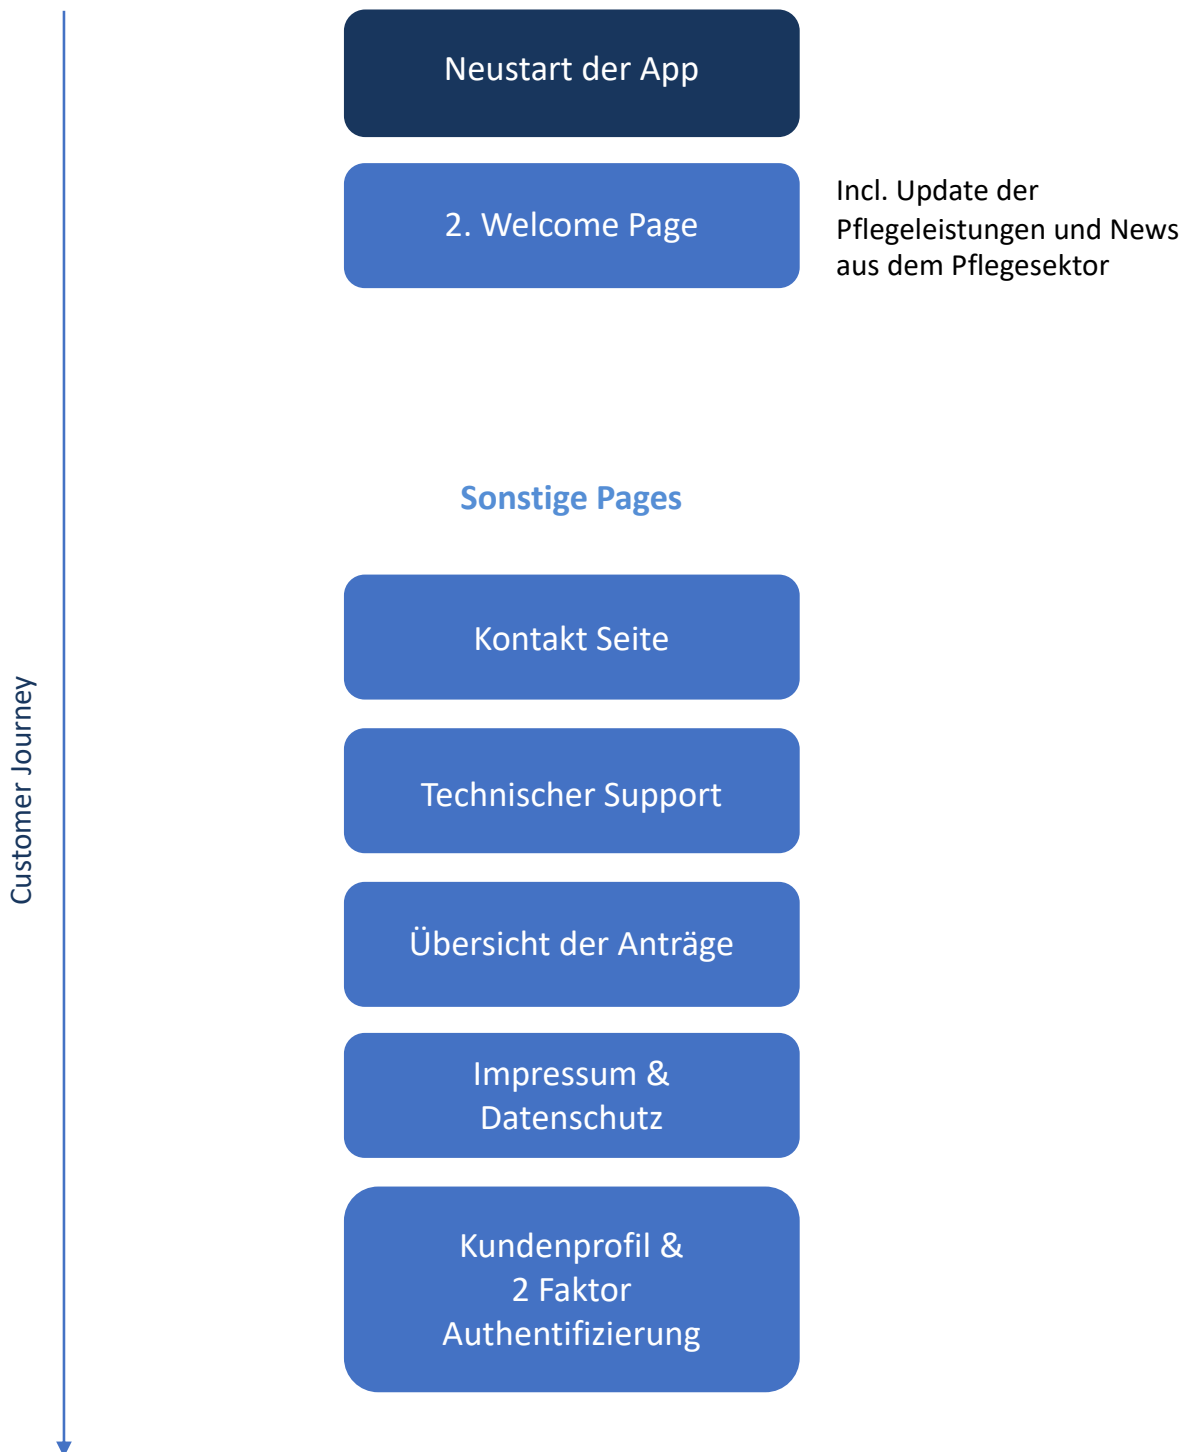 Neustart der App
2. Welcome Page
Incl. Update der
Pflegeleistungen und News
aus dem Pflegesektor
Sonstige Pages
Customer Journey
Kontakt Seite
Technischer Support
Übersicht der Anträge
Impressum &
Datenschutz
Kundenprofil &
2 Faktor
Authentifizierung